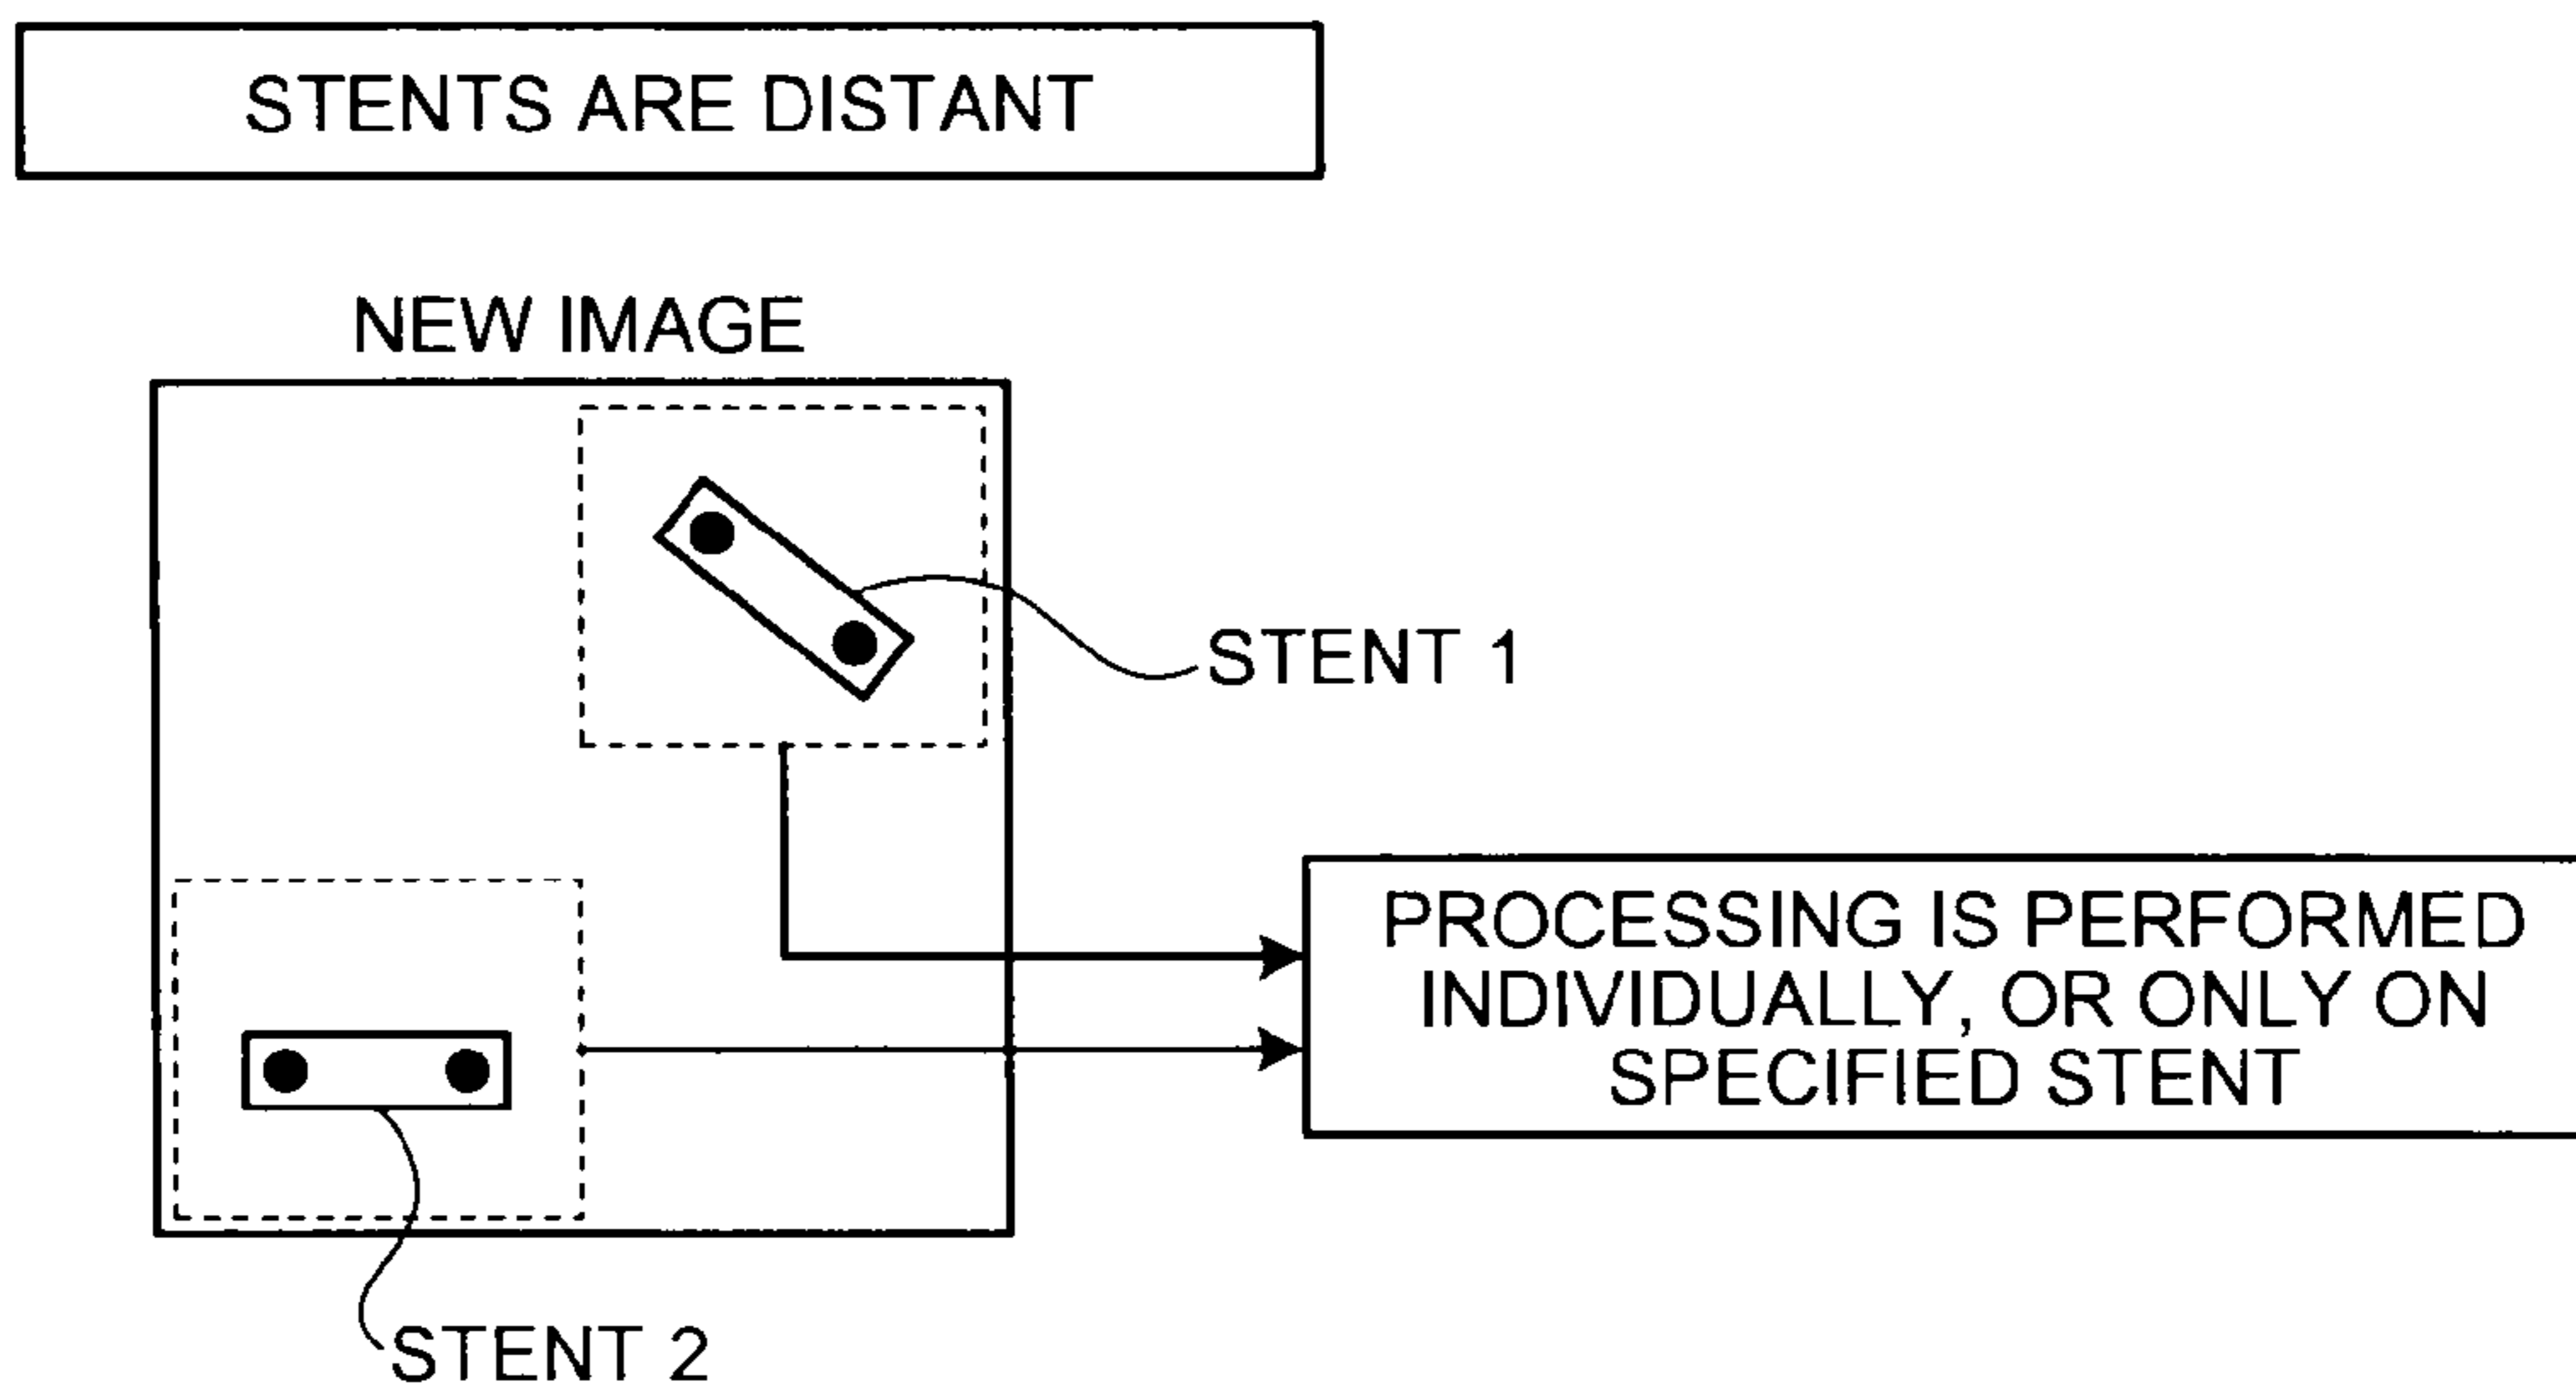 STENTS ARE DISTANT
NEW IMAGE
STENT 1
PROCESSING IS PERFORMED
INDIVIDUALLY, OR ONLY ON
SPECIFIED STENT
STENT 2